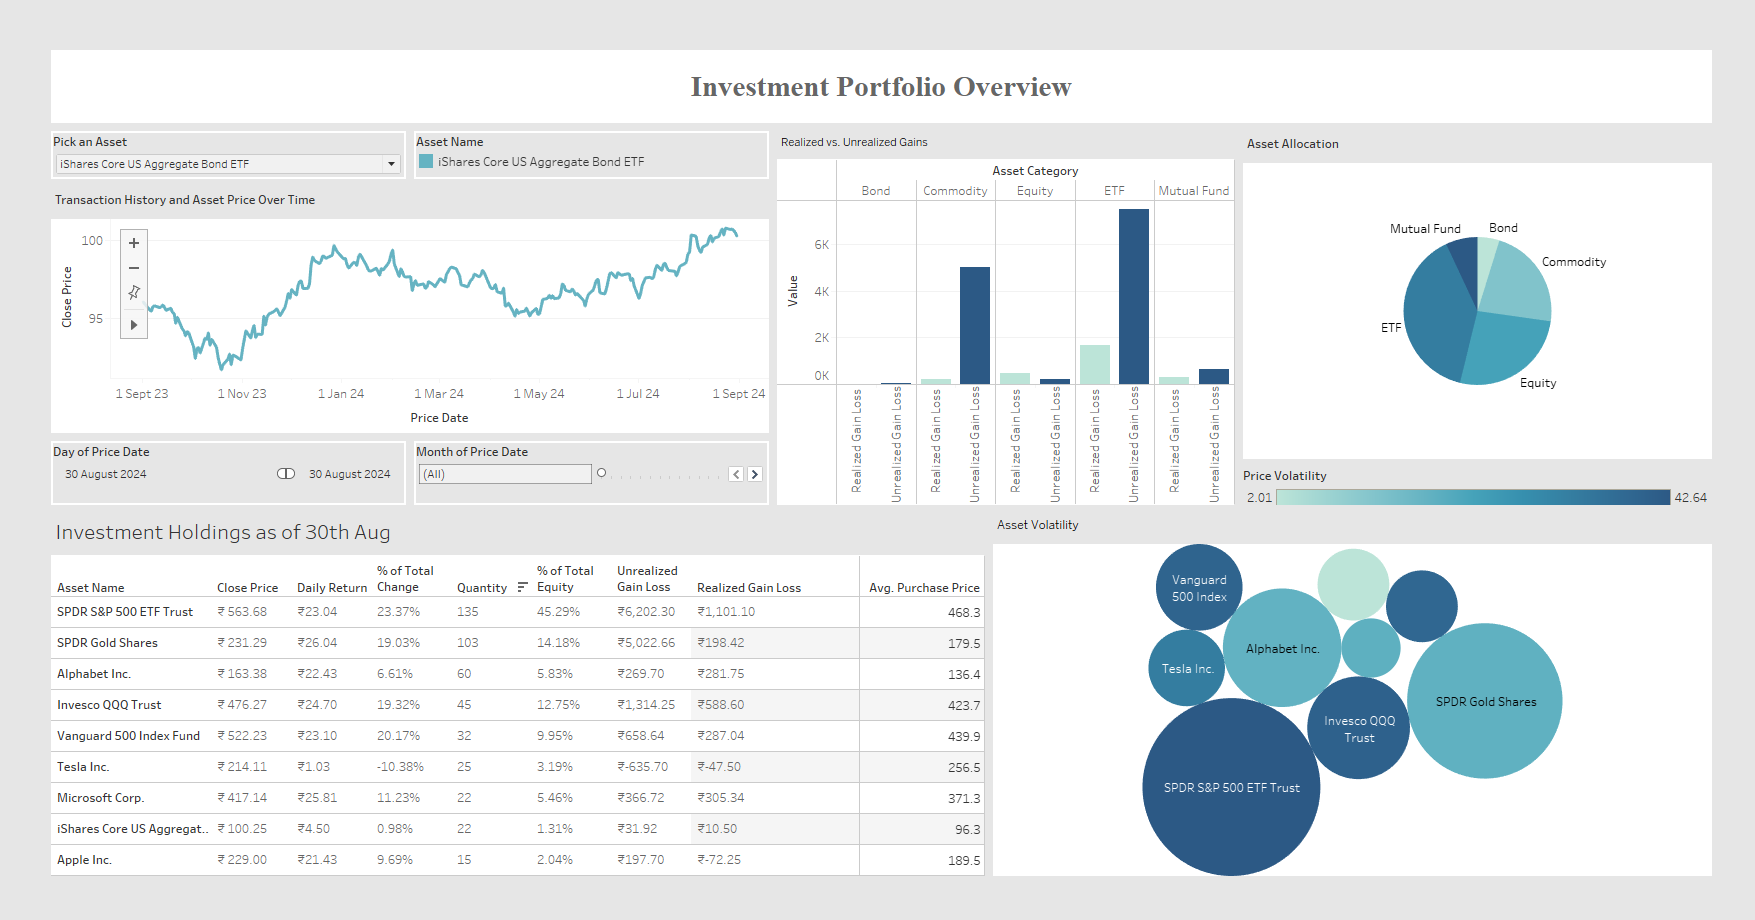 Investment Portfolio Overview
Pick an Asset
iShares Core US Aggregate Bond ETF
Asset Name
iShares Core US Aggregate Bond ETF
Transaction History and Asset Price Over Time
Close Price
100
95
1 Sept 23 1 Nov 23 1 Jan 24 1 Mar 24 1 May 24 1 Jul 24 1 Sept 24
Price Date
Day of Price Date
30 August 2024 30 August 2024
Month of Price Date
(All)
Realized vs. Unrealized Gains
Asset Category
Bond Commodity Equity ETF Mutual Fund
Value
6K
4K
2K
0K
Realized Gain Loss
Unrealized Gain Loss
Realized Gain Loss
Unrealized Gain Loss
Realized Gain Loss
Unrealized Gain Loss
Realized Gain Loss
Unrealized Gain Loss
Realized Gain Loss
Unrealized Gain Loss
Asset Allocation
Mutual Fund
Bond
Commodity
ETF
Equity
Price Volatility
2.01 42.64
Investment Holdings as of 30th Aug
Asset Name Close Price Daily Return % of Total Change Quantity % of Total Equity Unrealized Gain Loss Realized Gain Loss Avg. Purchase Price
SPDR S&P 500 ETF Trust ₹ 563.68 ₹23.04 23.37% 135 45.29% ₹6,202.30 ₹1,101.10 468.3
SPDR Gold Shares ₹ 231.29 ₹26.04 19.03% 103 14.18% ₹5,022.66 ₹198.42 179.5
Alphabet Inc. ₹ 163.38 ₹22.43 6.61% 60 5.83% ₹269.70 ₹281.75 136.4
Invesco QQQ Trust ₹ 476.27 ₹24.70 19.32% 45 12.75% ₹1,314.25 ₹588.60 423.7
Vanguard 500 Index Fund ₹ 522.23 ₹23.10 20.17% 32 9.95% ₹658.64 ₹287.04 439.9
Tesla Inc. ₹ 214.11 ₹1.03 -10.38% 25 3.19% ₹-635.70 ₹-47.50 256.5
Microsoft Corp. ₹ 417.14 ₹25.81 11.23% 22 5.46% ₹366.72 ₹305.34 371.3
iShares Core US Aggregat.. ₹ 100.25 ₹4.50 0.98% 22 1.31% ₹31.92 ₹10.50 96.3
Apple Inc. ₹ 229.00 ₹21.43 9.69% 15 2.04% ₹197.70 ₹-72.25 189.5
Asset Volatility
Vanguard
500 Index
Alphabet Inc.
Tesla Inc.
SPDR Gold Shares
Invesco QQQ
Trust
SPDR S&P 500 ETF Trust